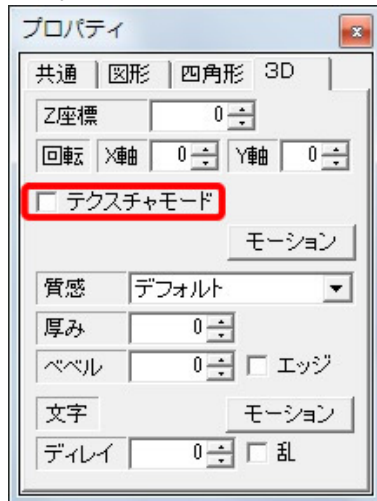 プロパティ
共通 図形 四角形 3D
Z座標 0
回転 X軸 0 Y軸 0
テクスチャモード
モーション
質感 デフォルト
厚み 0
ベベル 0 エッジ
文字 モーション
ディレイ 0 乱